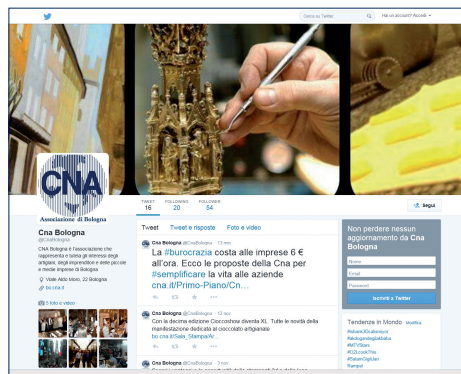 Cerca su Twitter
Hai un account? Accedi
CNA
Associazione di Bologna
TWEET
16
FOLLOWING
20
FOLLOWER
54
Segui
Cna Bologna
@CnaBologna
CNA Bologna è l'associazione che
rappresenta e tutela gli interessi degli
artigiani, degli imprenditori e delle piccole
e medie imprese di Bologna
Viale Aldo Moro, 22 Bologna
bo.cna.it
5 foto e video
Tweet
Tweet e risposte
Foto e video
Cna Bologna @CnaBologna · 13 nov
La #burocrazia costa alle imprese 6 €
all'ora. Ecco le proposte della Cna per
#semplificare la vita alle aziende
cna.it/Primo-Piano/Cn…
Cna Bologna @CnaBologna · 13 nov
Con la decima edizione Cioccoshow diventa XL. Tutte le novità della
manifestazione dedicata al cioccolato artigianale
bo.cna.it/Sala_Stampa/Ar…
Cna Bologna @CnaBologna · 3 nov
Non perdere nessun
aggiornamento da Cna
Bologna
Nome
Email
Password
Iscriviti a Twitter
Tendenze in Mondo Modifica
#MTVStars